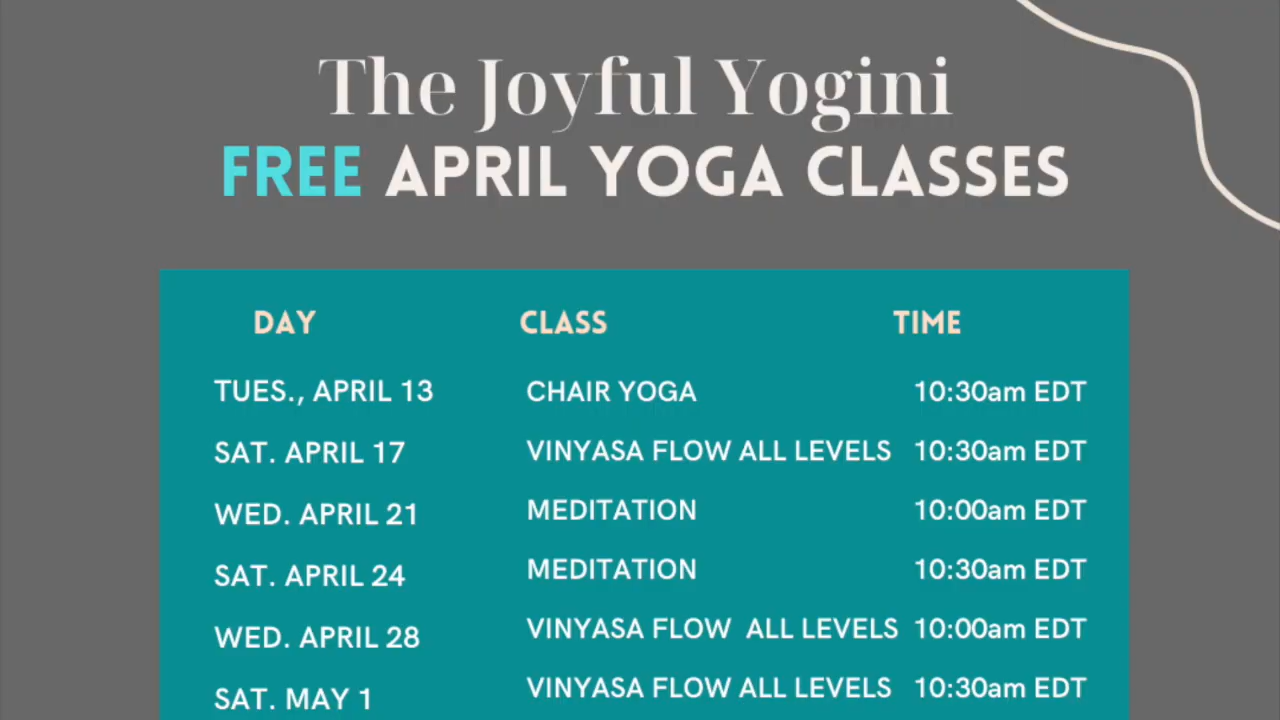 The Joyful Yogini
FREE APRIL YOGA CLASSES
DAY CLASS TIME
TUES., APRIL 13 CHAIR YOGA 10:30am EDT
SAT. APRIL 17 VINYASA FLOW ALL LEVELS 10:30am EDT
WED. APRIL 21 MEDITATION 10:00am EDT
SAT. APRIL 24 MEDITATION 10:30am EDT
WED. APRIL 28 VINYASA FLOW ALL LEVELS 10:00am EDT
SAT. MAY 1 VINYASA FLOW ALL LEVELS 10:30am EDT